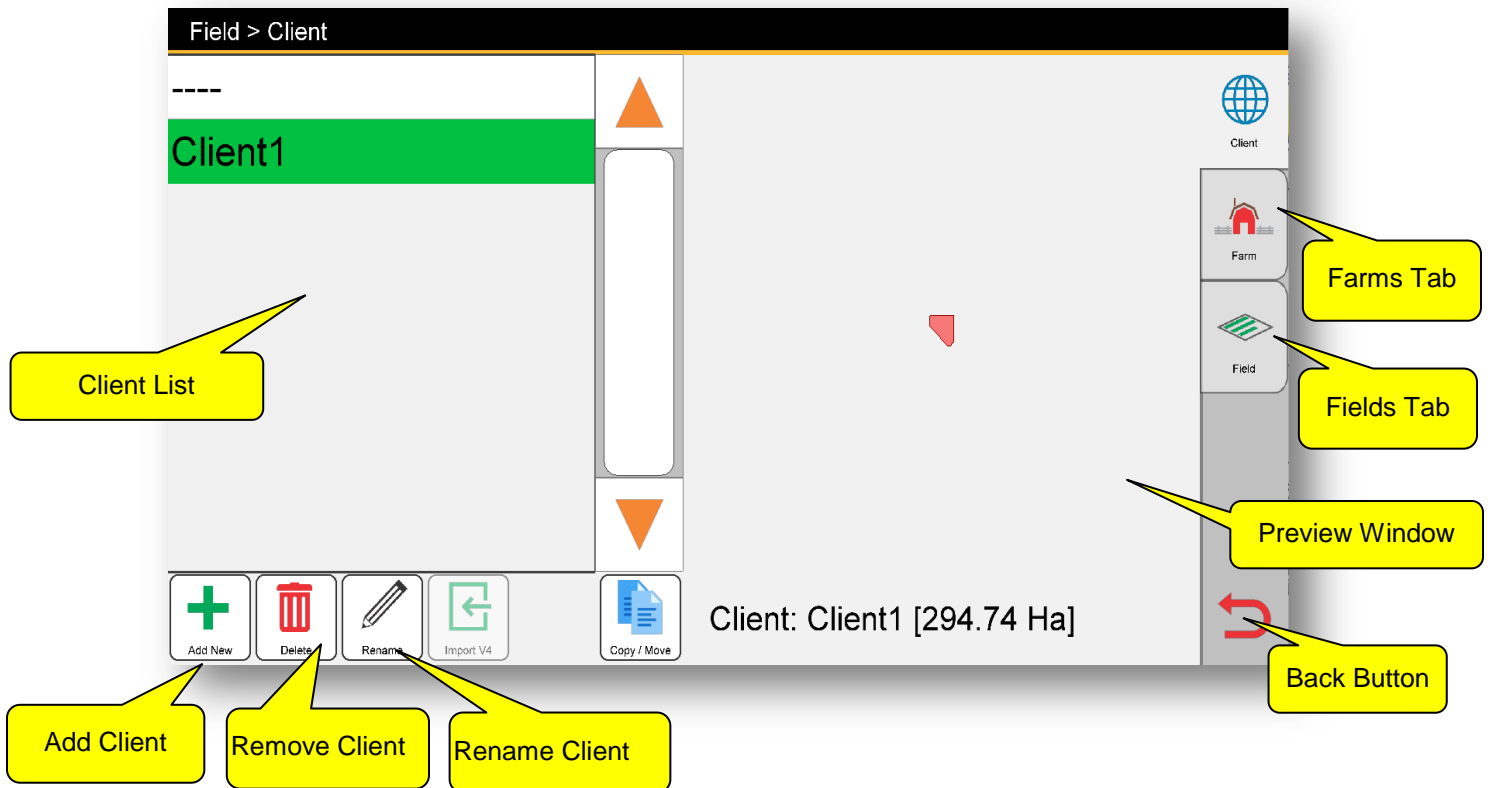 Field > Client
----
Client1
Client
Farm
Farms Tab
Field
Client List
Fields Tab
Preview Window
Client: Client1 [294.74 Ha]
Add New
Delete
Rename
Import V4
Copy / Move
Back Button
Add Client
Remove Client
Rename Client